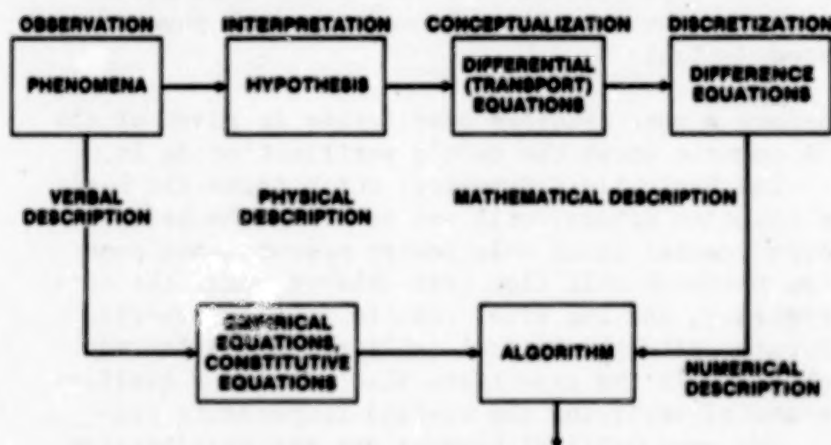 OBSERVATION INTERPRETATION CONCEPTUALIZATION DISCRETIZATION
PHENOMENA
HYPOTHESIS
DIFFERENTIAL
(TRANSPORT)
EQUATIONS
DIFFERENCE
EQUATIONS
VERBAL
DESCRIPTION
PHYSICAL
DESCRIPTION
MATHEMATICAL DESCRIPTION
EMPIRICAL
EQUATIONS,
CONSTITUTIVE
EQUATIONS
ALGORITHM
NUMERICAL
DESCRIPTION